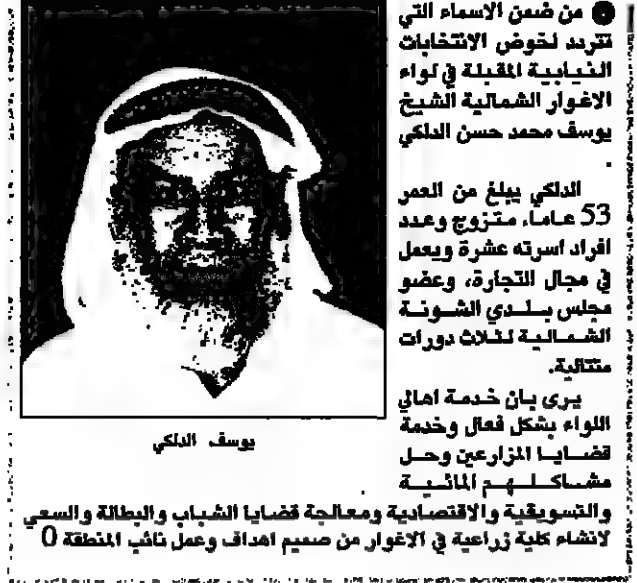 من ضمن الاسماء التي
تتردد لخوض الانتخابات
النيابية المقبلة في لواء
الاغوار الشمالية الشيخ
يوسف محمد حسن الدلكي
.
الدلكي يبلغ من العمر
53 عاما، متزوج وعدد
افراد اسرته عشرة ويعمل
في مجال التجارة، وعضو
مجلس بلدي الشونة
الشمالية لثلاث دورات
متتالية.
يرى بان خدمة اهالي
اللواء بشكل فعال وخدمة
قضايا المزارعين وحل
مشاكلهم المائية
والتسويقية والاقتصادية ومعالجة قضايا الشباب والبطالة والسعي
لانشاء كلية زراعية في الاغوار من صميم اهداف وعمل نائب المنطقة 0
يوسف الدلكي